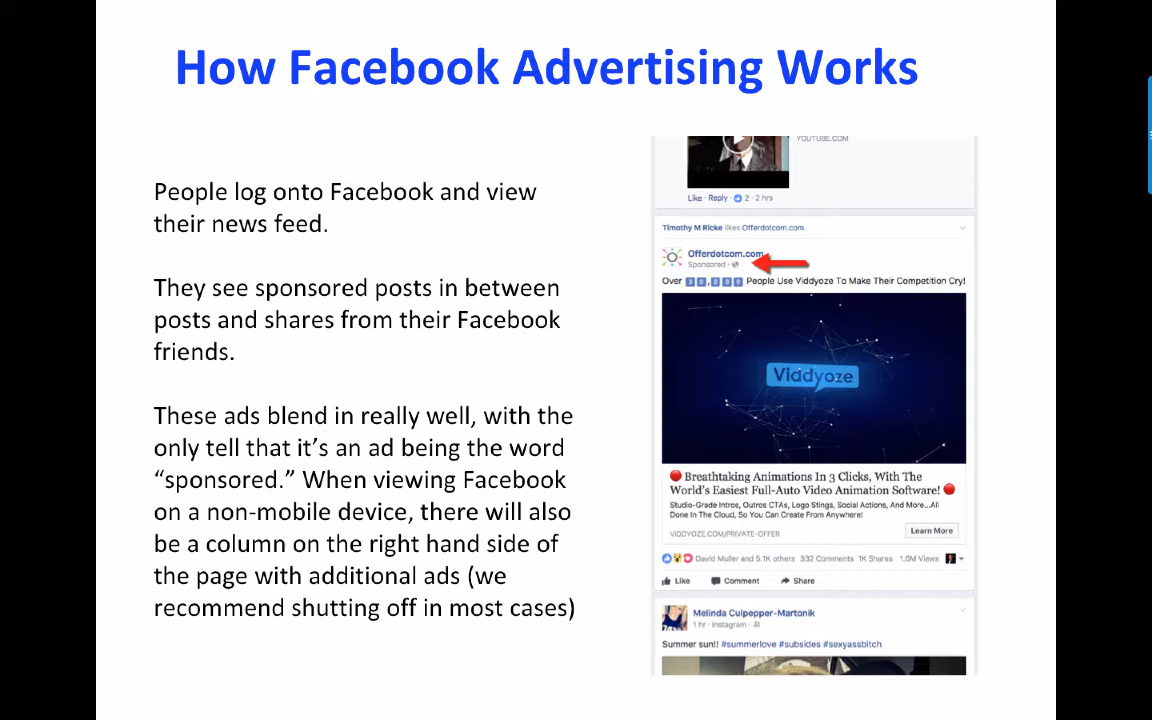 How Facebook Advertising Works
People log onto Facebook and view
their news feed.
They see sponsored posts in between
posts and shares from their Facebook
friends.
These ads blend in really well, with the
only tell that it's an ad being the word
“sponsored.” When viewing Facebook
on a non-mobile device, there will also
be a column on the right hand side of
the page with additional ads (we
recommend shutting off in most cases)
YOUTUBE.COM
Like · Reply · 2 · 2 hrs
Timothy M Ricke likes Offerdotcom.com.
Offerdotcom.com
Sponsored ·
Over 30,000 People Use Viddyoze To Make Their Competition Cry!
Viddyoze
Breathtaking Animations In 3 Clicks, With The
World's Easiest Full-Auto Video Animation Software!
Studio-Grade Intros, Outros CTAs, Logo Stings, Social Actions, And More...All
Done In The Cloud, So You Can Create From Anywhere!
VIDDYOZE.COM/PRIVATE-OFFER
Learn More
David Muller and 5.1K others 332 Comments 1K Shares 1.6M Views
Like Comment Share
Melinda Culpepper-Martonik
1 hr · Instagram ·
Summer sun!! #summerlove #subsides #sexyassbitch